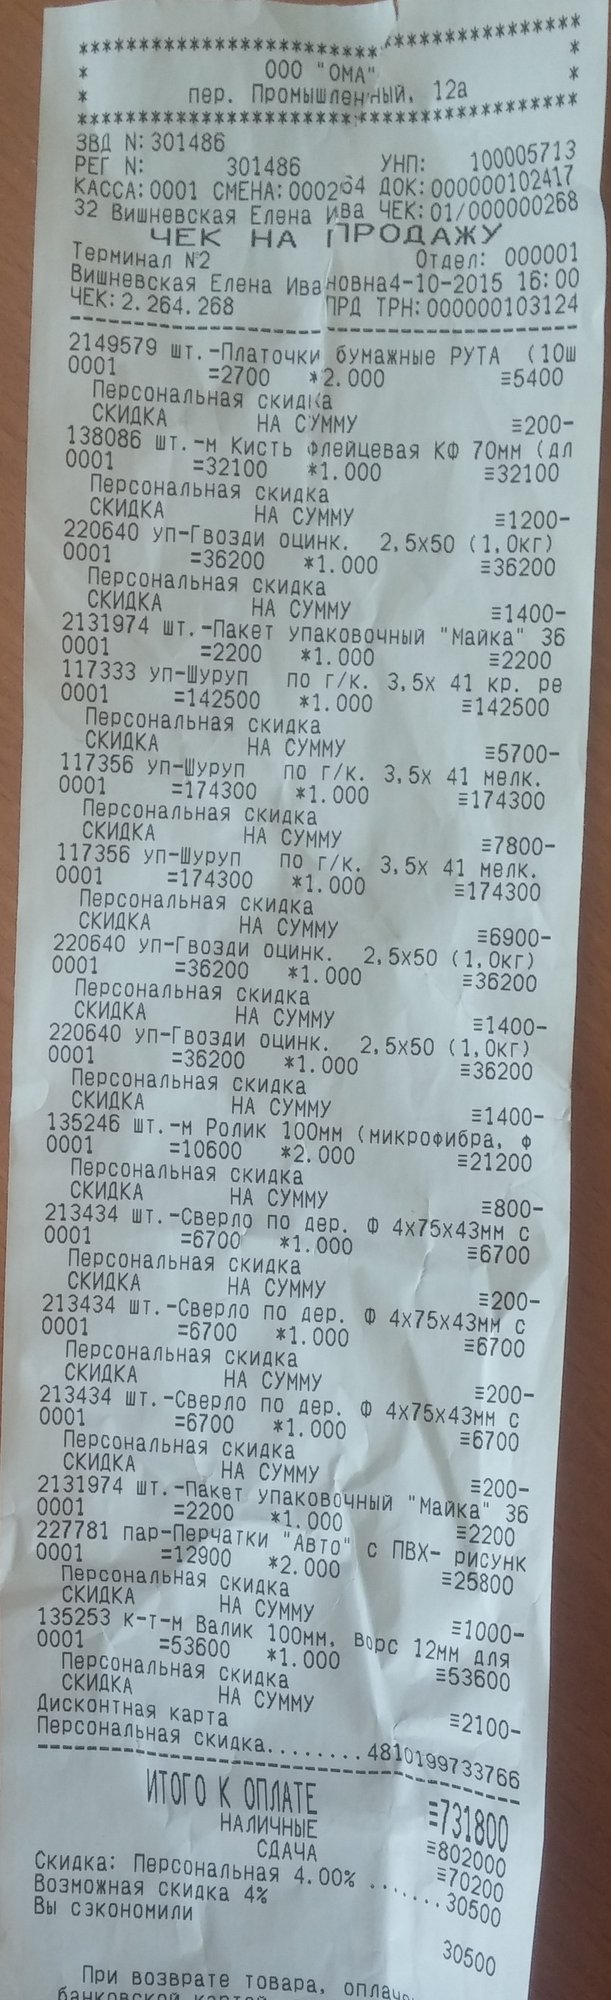 ****************************************
* ООО "ОМА" *
* пер. Промышленный, 12а *
****************************************
ЗВД N: 301486
РЕГ N: 301486 УНП: 100005713
КАССА: 0001 СМЕНА: 000264 ДОК: 000000102417
32 Вишневская Елена Ива ЧЕК: 01/000000268
ЧЕК НА ПРОДАЖУ
Терминал №2 Отдел: 000001
Вишневская Елена Ивановна4-10-2015 16:00
ЧЕК: 2.264.268 ПРД ТРН: 000000103124
2149579 шт.-Платочки бумажные РУТА (10ш
0001 =2700 *2.000 ≡5400
Персональная скидка
СКИДКА НА СУММУ ≡200-
138086 шт.-м Кисть флейцевая КФ 70мм (дл
0001 =32100 *1.000 ≡32100
Персональная скидка
СКИДКА НА СУММУ ≡1200-
220640 уп-Гвозди оцинк. 2,5х50 (1,0кг)
0001 =36200 *1.000 ≡36200
Персональная скидка
СКИДКА НА СУММУ ≡1400-
2131974 шт.-Пакет упаковочный "Майка" 36
0001 =2200 *1.000 ≡2200
117333 уп-Шуруп по г/к. 3,5х 41 кр. ре
0001 =142500 *1.000 ≡142500
Персональная скидка
СКИДКА НА СУММУ ≡5700-
117356 уп-Шуруп по г/к. 3,5х 41 мелк.
0001 =174300 *1.000 ≡174300
Персональная скидка
СКИДКА НА СУММУ ≡7800-
117356 уп-Шуруп по г/к. 3,5х 41 мелк.
0001 =174300 *1.000 ≡174300
Персональная скидка
СКИДКА НА СУММУ ≡6900-
220640 уп-Гвозди оцинк. 2,5х50 (1,0кг)
0001 =36200 *1.000 ≡36200
Персональная скидка
СКИДКА НА СУММУ ≡1400-
220640 уп-Гвозди оцинк. 2,5х50 (1,0кг)
0001 =36200 *1.000 ≡36200
Персональная скидка
СКИДКА НА СУММУ ≡1400-
135246 шт.-м Ролик 100мм (микрофибра, ф
0001 =10600 *2.000 ≡21200
Персональная скидка
СКИДКА НА СУММУ ≡800-
213434 шт.-Сверло по дер. Ф 4х75х43мм с
0001 =6700 *1.000 ≡6700
Персональная скидка
СКИДКА НА СУММУ ≡200-
213434 шт.-Сверло по дер. Ф 4х75х43мм с
0001 =6700 *1.000 ≡6700
Персональная скидка
СКИДКА НА СУММУ ≡200-
213434 шт.-Сверло по дер. Ф 4х75х43мм с
0001 =6700 *1.000 ≡6700
Персональная скидка
СКИДКА НА СУММУ ≡200-
2131974 шт.-Пакет упаковочный "Майка" 36
0001 =2200 *1.000 ≡2200
227781 пар-Перчатки "Авто" с ПВХ- рисунк
0001 =12900 *2.000 ≡25800
Персональная скидка
СКИДКА НА СУММУ ≡1000-
135253 к-т-м Валик 100мм, ворс 12мм для
0001 =53600 *1.000 ≡53600
Персональная скидка
СКИДКА НА СУММУ ≡2100-
Дисконтная карта
Персональная скидка........4810199733766
ИТОГО К ОПЛАТЕ ≡731800
НАЛИЧНЫЕ ≡802000
СДАЧА ≡70200
Скидка: Персональная 4.00% .......30500
Возможная скидка 4%
Вы сэкономили 30500
При возврате товара, оплаче
банковской картой